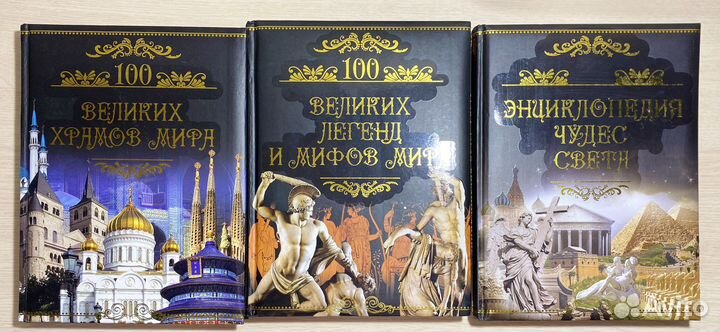 100
ВЕЛИКИХ
ХРАМОВ МИРА
100
ВЕЛИКИХ
ЛЕГЕНД
И МИФОВ МИРА
ЭНЦИКЛОПЕДИЯ
ЧУДЕС
СВЕТА
Avito